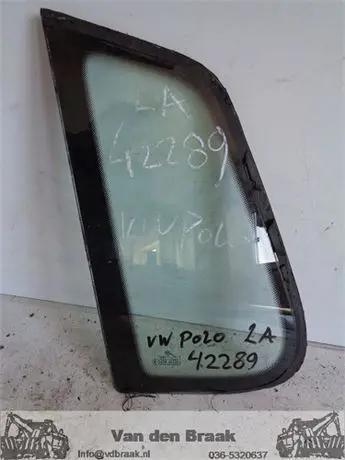 LA
42289
VW POLO
VW POLO LA
42289
Van den Braak
info@vdbraak.nl
036-5320637